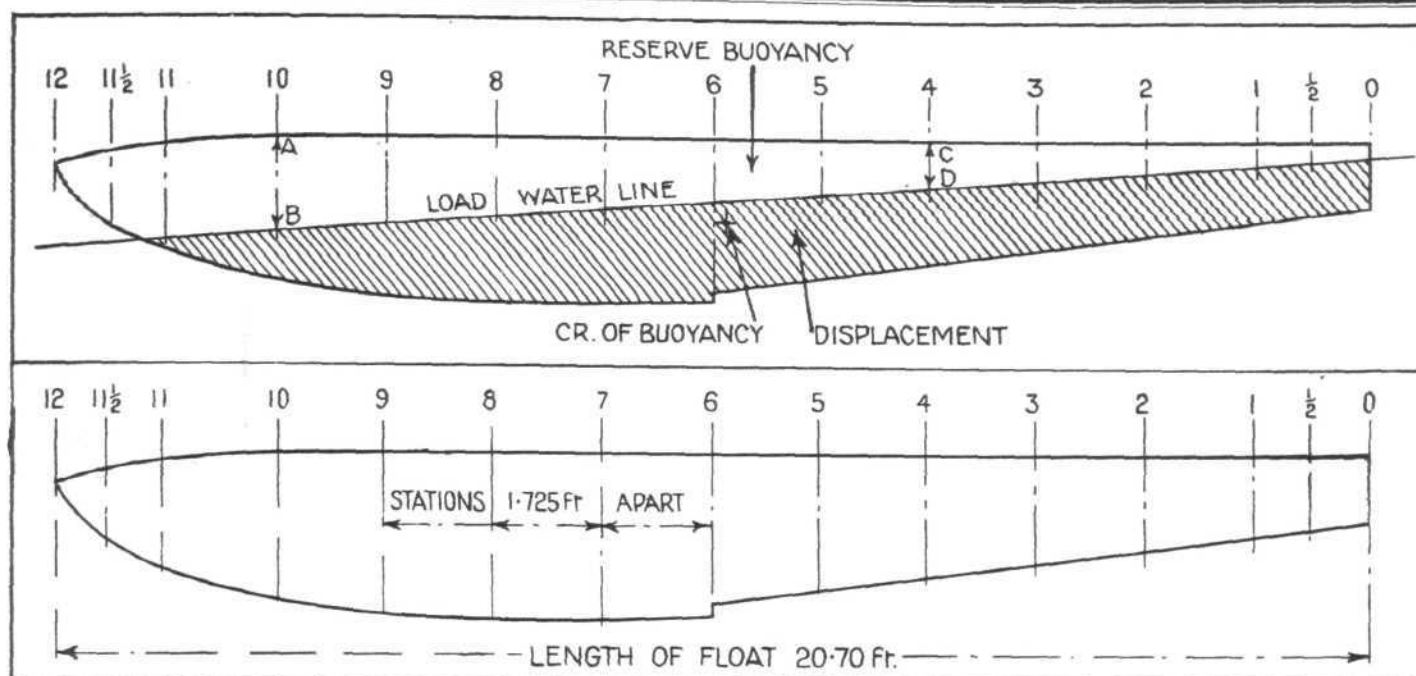 RESERVE BUOYANCY
12 11½ 11 10 9 8 7 6 5 4 3 2 1 ½ 0
A
C
D
B
LOAD WATER LINE
CR. OF BUOYANCY DISPLACEMENT
12 11½ 11 10 9 8 7 6 5 4 3 2 1 ½ 0
STATIONS 1·725 Ft APART
LENGTH OF FLOAT 20·70 Ft.